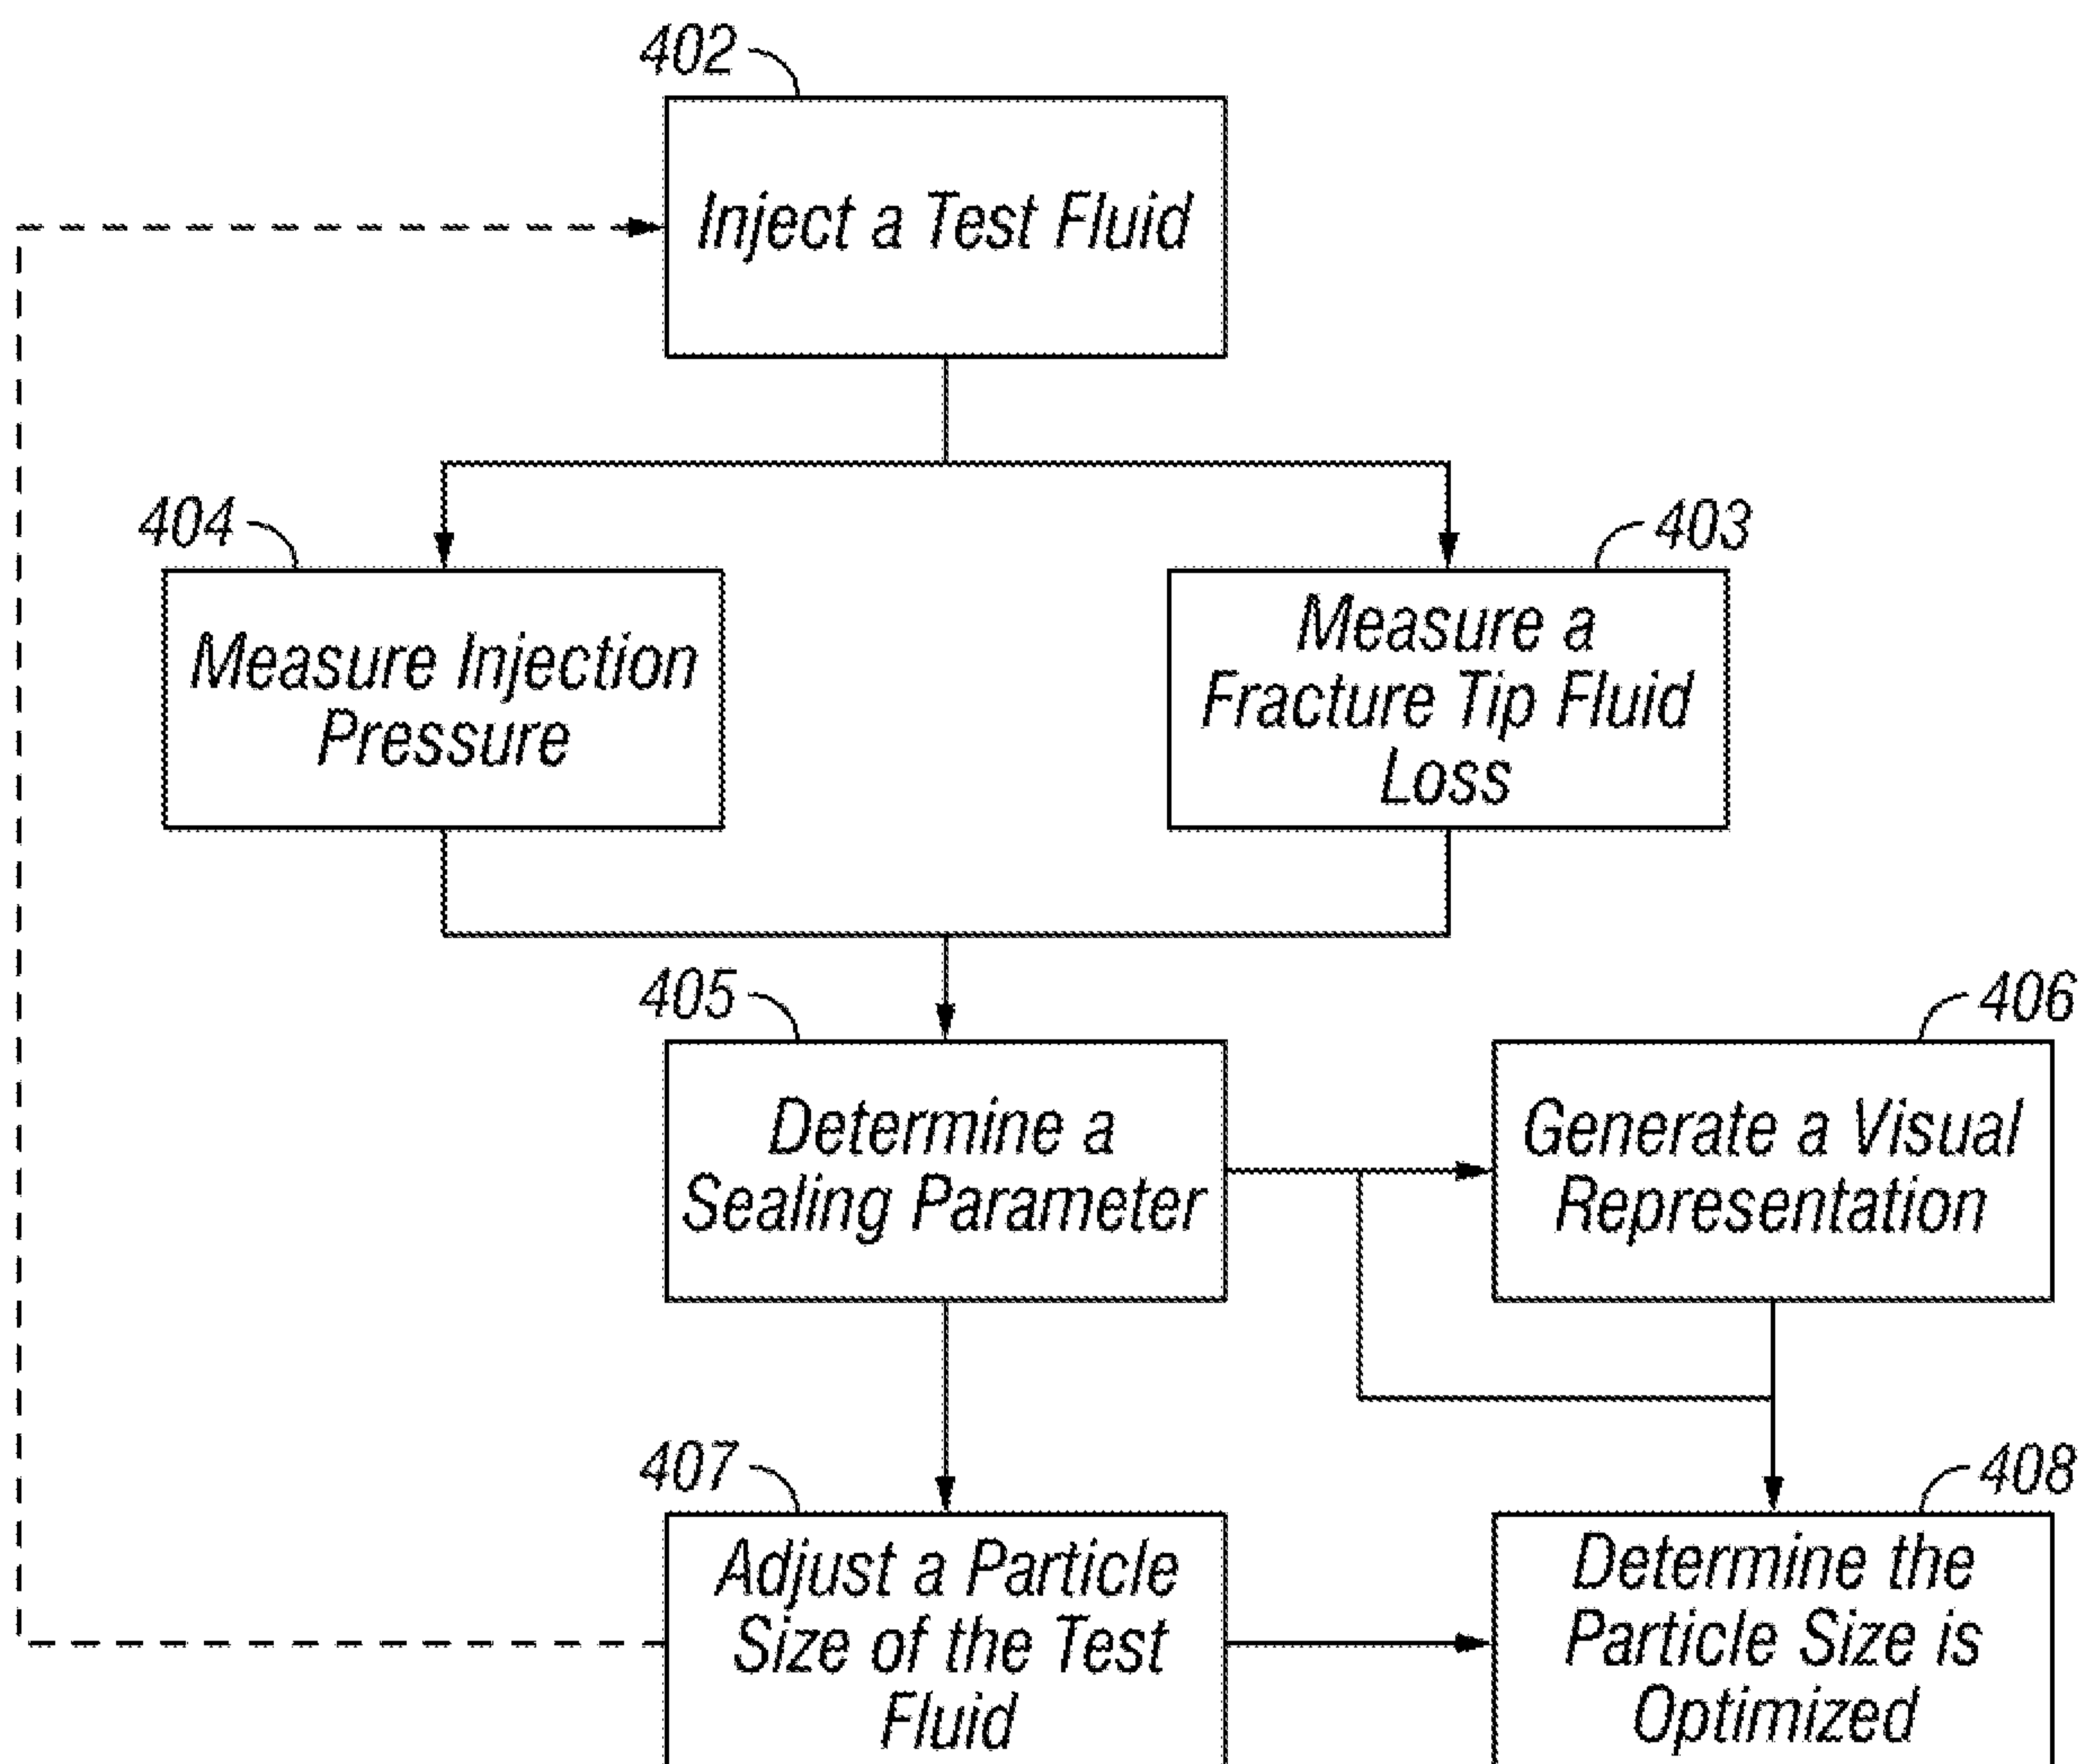 402
Inject a Test Fluid
404
Measure Injection
Pressure
403
Measure a
Fracture Tip Fluid
Loss
405
Determine a
Sealing Parameter
406
Generate a Visual
Representation
407
Adjust a Particle
Size of the Test
Fluid
408
Determine the
Particle Size is
Optimized